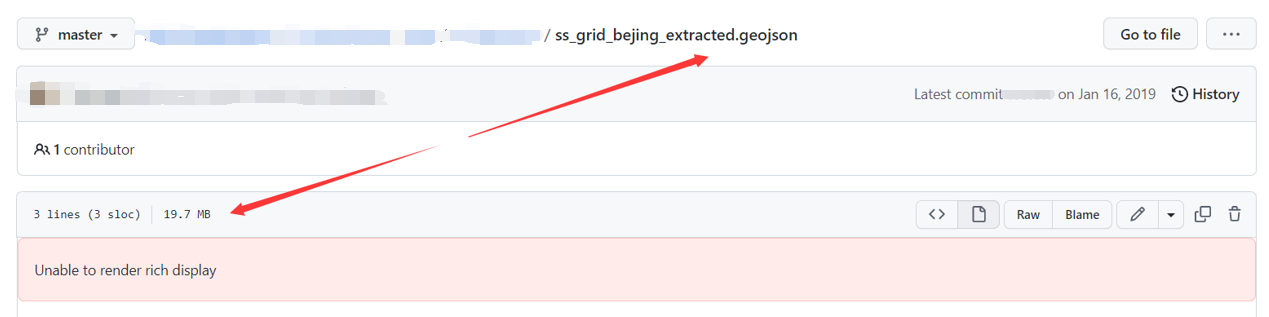 master / ss_grid_bejing_extracted.geojson Go to file
Latest commit on Jan 16, 2019 History
1 contributor
3 lines (3 sloc) 19.7 MB Raw Blame
Unable to render rich display